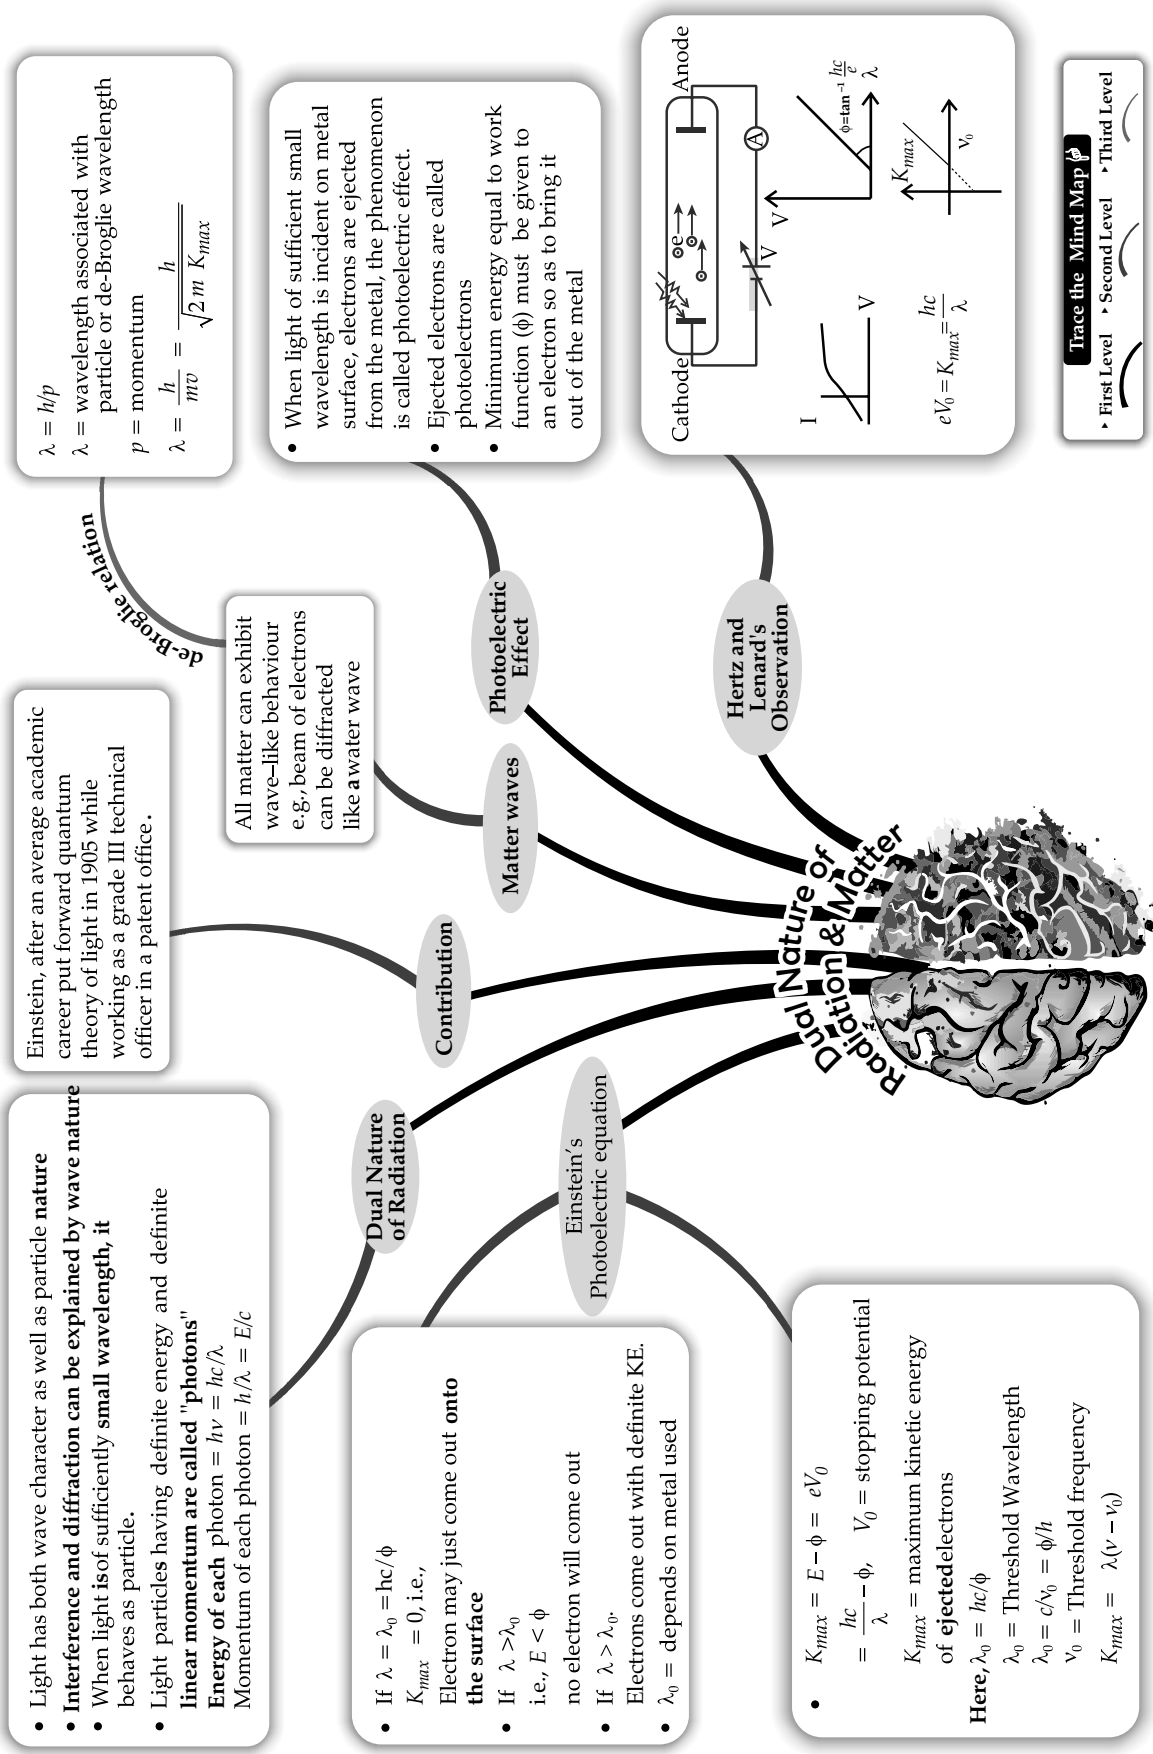 Light has both wave character as well as particle nature
Interference and diffraction can be explained by wave nature
When light is of sufficiently small wavelength, it
behaves as particle.
Light particles having definite energy and definite
linear momentum are called "photons"
Energy of each photon = hν = hc/λ
Momentum of each photon = h/λ = E/c
Einstein, after an average academic
career put forward quantum
theory of light in 1905 while
working as a grade III technical
officer in a patent office.
λ = h/p
λ = wavelength associated with
particle or de-Broglie wavelength
p = momentum
λ = h/mv = h/√2 m Kmax
de-Broglie relation
All matter can exhibit
wave–like behaviour
e.g., beam of electrons
can be diffracted
like a water wave
When light of sufficient small
wavelength is incident on metal
surface, electrons are ejected
from the metal, the phenomenon
is called photoelectric effect.
Ejected electrons are called
photoelectrons
Minimum energy equal to work
function (ϕ) must be given to
an electron so as to bring it
out of the metal
Dual Nature
of Radiation
Contribution
Matter waves
Photoelectric
Effect
Einstein's
Photoelectric equation
Hertz and
Lenard's
Observation
Dual Nature of
Radiation & Matter
If λ = λ0 = hc/ϕ
Kmax = 0, i.e.,
Electron may just come out onto
the surface
If λ > λ0
i.e., E < ϕ
no electron will come out
If λ > λ0.
Electrons come out with definite KE.
λ0 = depends on metal used
Kmax = E – ϕ = eV0
= hc/λ – ϕ, V0 = stopping potential
Kmax = maximum kinetic energy
of ejected electrons
Here, λ0 = hc/ϕ
λ0 = Threshold Wavelength
λ0 = c/ν0 = ϕ/h
ν0 = Threshold frequency
Kmax = λ(ν – ν0)
Cathode
Anode
e
A
V
I
V
V
ϕ=tan–1 hc/e
λ
eV0 = Kmax = hc/λ
Kmax
ν0
Trace the Mind Map
First Level
Second Level
Third Level